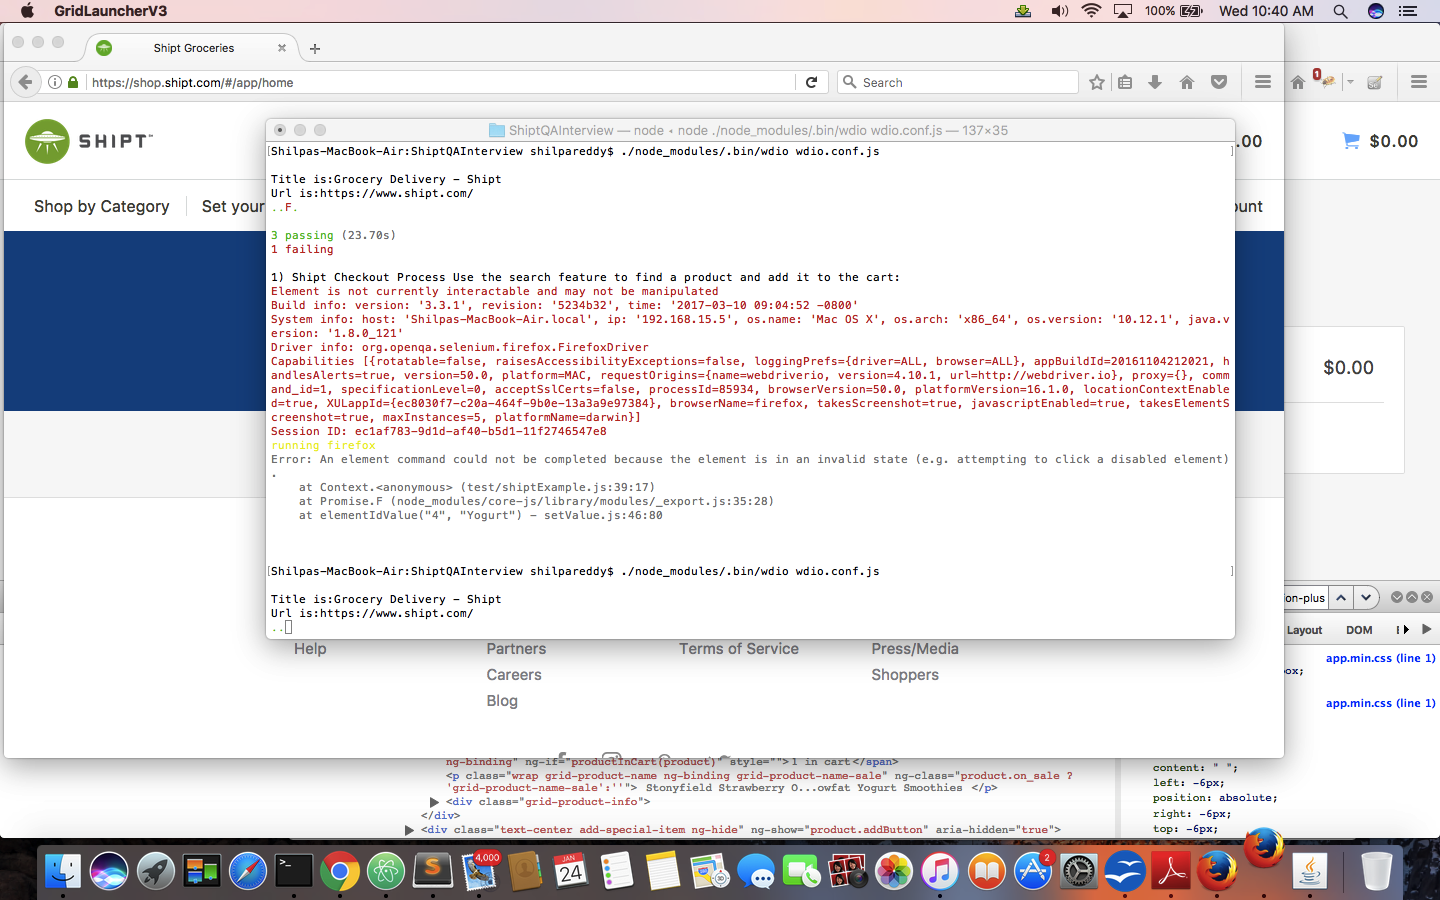 GridLauncherV3
100%
Wed 10:40 AM
Shipt Groceries
https://shop.shipt.com/#/app/home
Search
1
SHIPT
.00
$0.00
Shop by Category
Set your
ount
$0.00
ShiptQAInterview — node ◂ node ./node_modules/.bin/wdio wdio.conf.js — 137×35
[Shilpas-MacBook-Air:ShiptQAInterview shilpareddy$ ./node_modules/.bin/wdio wdio.conf.js ]
Title is:Grocery Delivery - Shipt
Url is:https://www.shipt.com/
..F.
3 passing (23.70s)
1 failing
1) Shipt Checkout Process Use the search feature to find a product and add it to the cart:
Element is not currently interactable and may not be manipulated
Build info: version: '3.3.1', revision: '5234b32', time: '2017-03-10 09:04:52 -0800'
System info: host: 'Shilpas-MacBook-Air.local', ip: '192.168.15.5', os.name: 'Mac OS X', os.arch: 'x86_64', os.version: '10.12.1', java.v
ersion: '1.8.0_121'
Driver info: org.openqa.selenium.firefox.FirefoxDriver
Capabilities [{rotatable=false, raisesAccessibilityExceptions=false, loggingPrefs={driver=ALL, browser=ALL}, appBuildId=20161104212021, h
andlesAlerts=true, version=50.0, platform=MAC, requestOrigins={name=webdriverio, version=4.10.1, url=http://webdriver.io}, proxy={}, comm
and_id=1, specificationLevel=0, acceptSslCerts=false, processId=85934, browserVersion=50.0, platformVersion=16.1.0, locationContextEnable
d=true, XULappId={ec8030f7-c20a-464f-9b0e-13a3a9e97384}, browserName=firefox, takesScreenshot=true, javascriptEnabled=true, takesElementS
creenshot=true, maxInstances=5, platformName=darwin}]
Session ID: ec1af783-9d1d-af40-b5d1-11f2746547e8
running firefox
Error: An element command could not be completed because the element is in an invalid state (e.g. attempting to click a disabled element)
.
at Context.<anonymous> (test/shiptExample.js:39:17)
at Promise.F (node_modules/core-js/library/modules/_export.js:35:28)
at elementIdValue("4", "Yogurt") - setValue.js:46:80
[Shilpas-MacBook-Air:ShiptQAInterview shilpareddy$ ./node_modules/.bin/wdio wdio.conf.js ]
Title is:Grocery Delivery - Shipt
Url is:https://www.shipt.com/
..
ion-plus
Layout
DOM
app.min.css (line 1)
ox;
app.min.css (line 1)
Help
Partners
Terms of Service
Press/Media
Careers
Shoppers
Blog
ng-binding" ng-if="productInCart(product)" style="">1 in cart</span>
<p class="wrap grid-product-name ng-binding grid-product-name-sale" ng-class="product.on_sale ?
'grid-product-name-sale':''"> Stonyfield Strawberry O...owfat Yogurt Smoothies </p>
<div class="grid-product-info">
</div>
<div class="text-center add-special-item ng-hide" ng-show="product.addButton" aria-hidden="true">
content: " ";
left: -6px;
position: absolute;
right: -6px;
top: -6px;
4,000
JAN
24
2